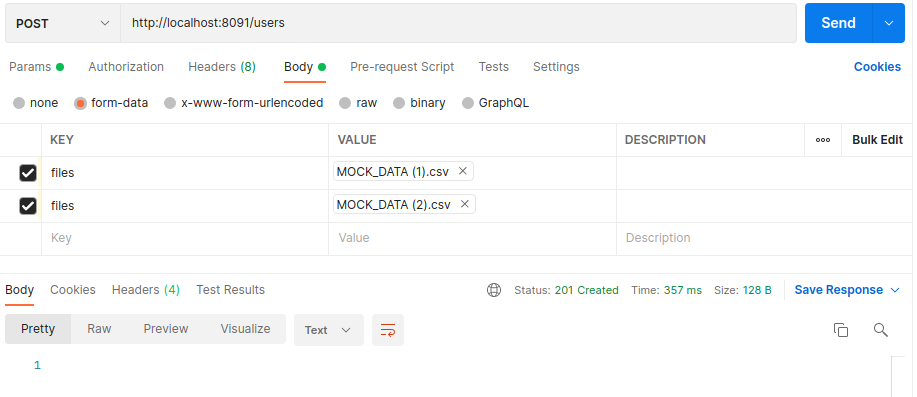 POST http://localhost:8091/users Send
Params Authorization Headers (8) Body Pre-request Script Tests Settings Cookies
none form-data x-www-form-urlencoded raw binary GraphQL
KEY VALUE DESCRIPTION ooo Bulk Edit
files MOCK_DATA (1).csv ×
files MOCK_DATA (2).csv ×
Key Value Description
Body Cookies Headers (4) Test Results Status: 201 Created Time: 357 ms Size: 128 B Save Response
Pretty Raw Preview Visualize Text
1